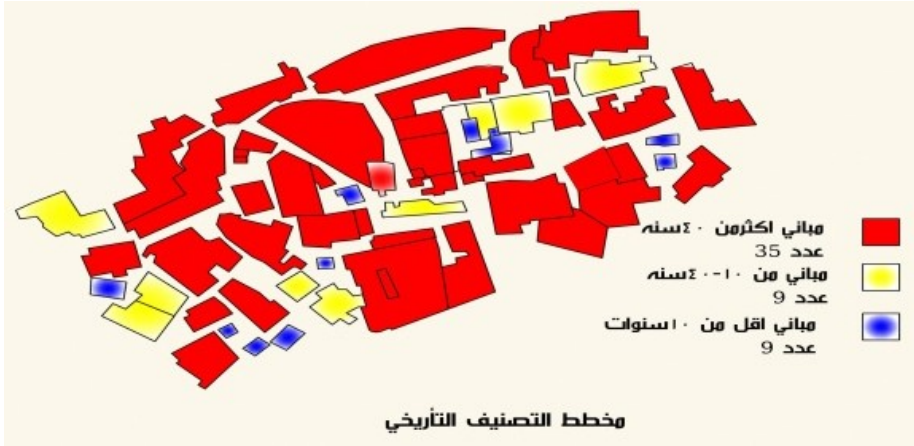 مباني اكثرمن ٤٠سنه
عدد 35
مباني من ١٠-٤٠سنه
عدد 9
مباني اقل من ١٠سنوات
عدد 9
مخطط التصنيف التأريخي